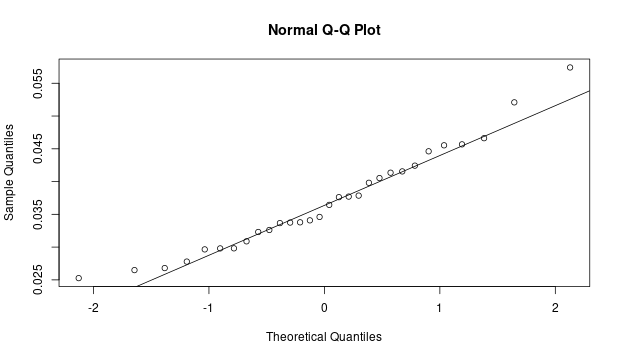 Normal Q-Q Plot
Sample Quantiles
0.055
0.045
0.035
0.025
-2 -1 0 1 2
Theoretical Quantiles